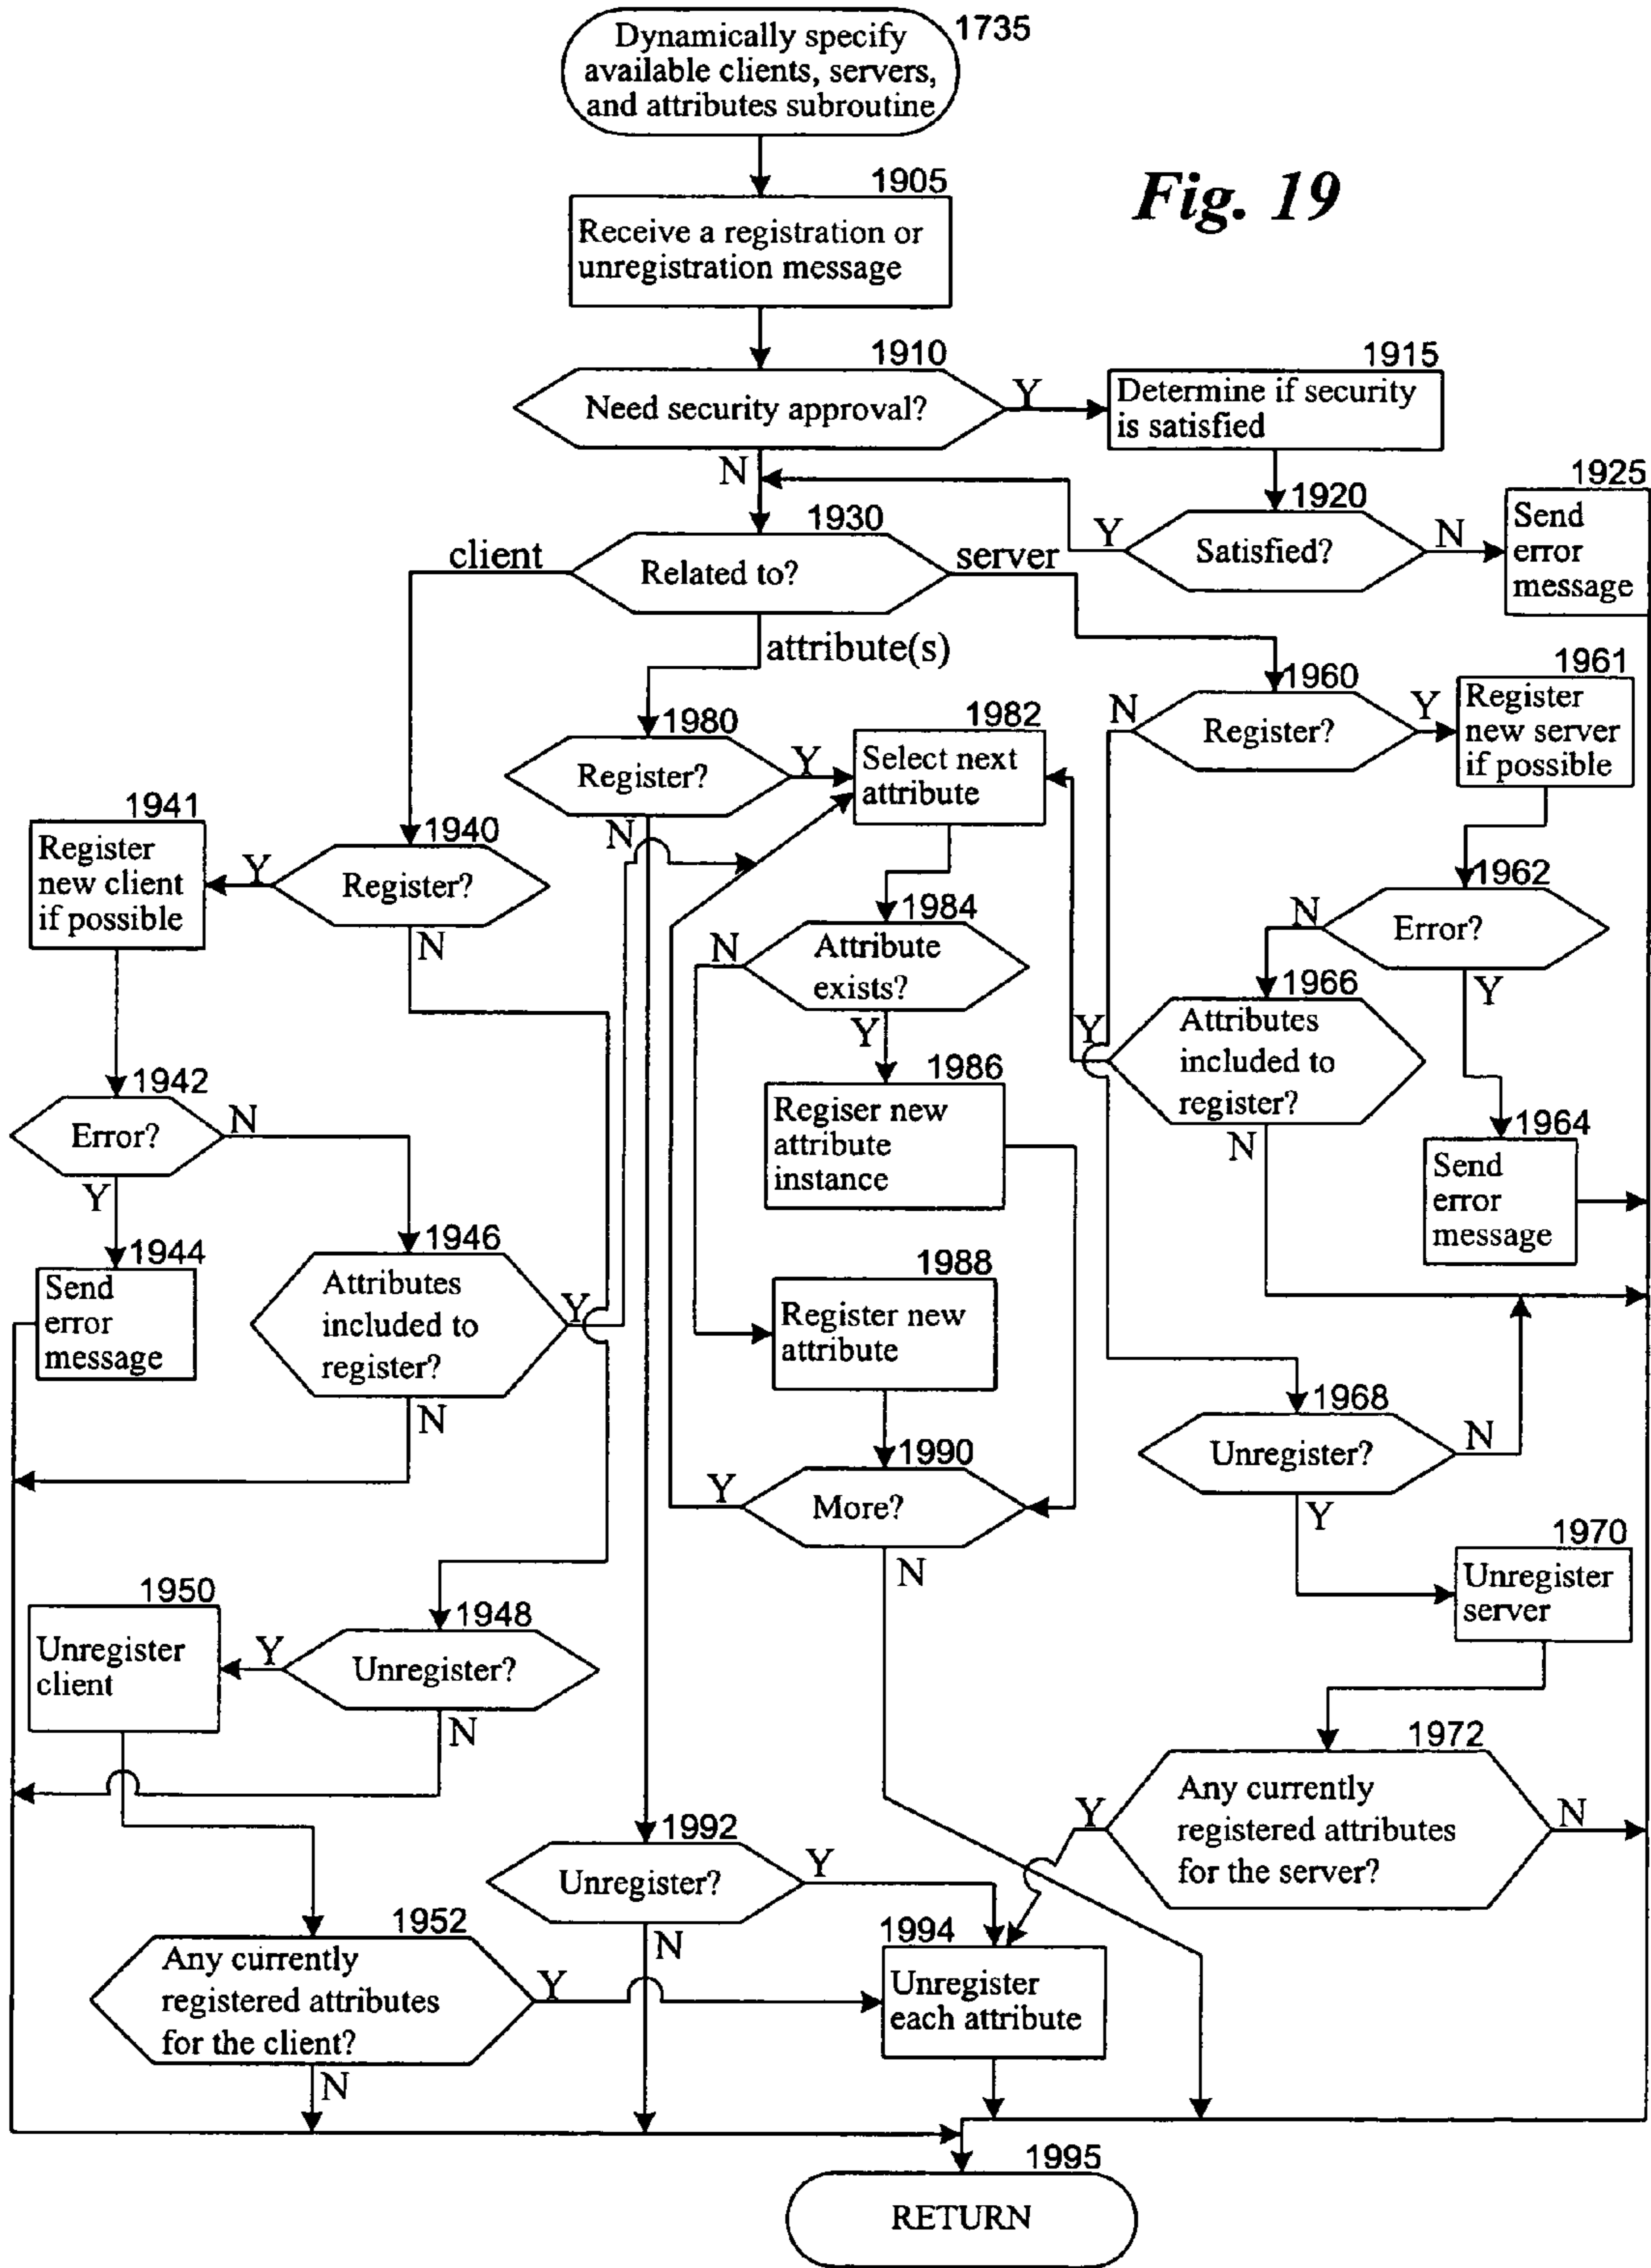 1735
Dynamically specify
available clients, servers,
and attributes subroutine
Fig. 19
1905
Receive a registration or
unregistration message
1910
Need security approval?
Y
N
1915
Determine if security
is satisfied
1920
Satisfied?
Y
N
1925
Send
error
message
1930
Related to?
client
server
attribute(s)
1960
Register?
N
Y
1961
Register
new server
if possible
1980
Register?
Y
N
1982
Select next
attribute
1941
Register
new client
if possible
1940
Register?
Y
N
1962
Error?
N
Y
1984
Attribute
exists?
N
Y
1966
Attributes
included to
register?
Y
N
1986
Regiser new
attribute
instance
1942
Error?
N
Y
1964
Send
error
message
1944
Send
error
message
1946
Attributes
included to
register?
Y
N
1988
Register new
attribute
1968
Unregister?
N
Y
1990
More?
Y
N
1970
Unregister
server
1950
Unregister
client
1948
Unregister?
Y
N
1972
Any currently
registered attributes
for the server?
Y
N
1992
Unregister?
Y
N
1952
Any currently
registered attributes
for the client?
Y
N
1994
Unregister
each attribute
1995
RETURN